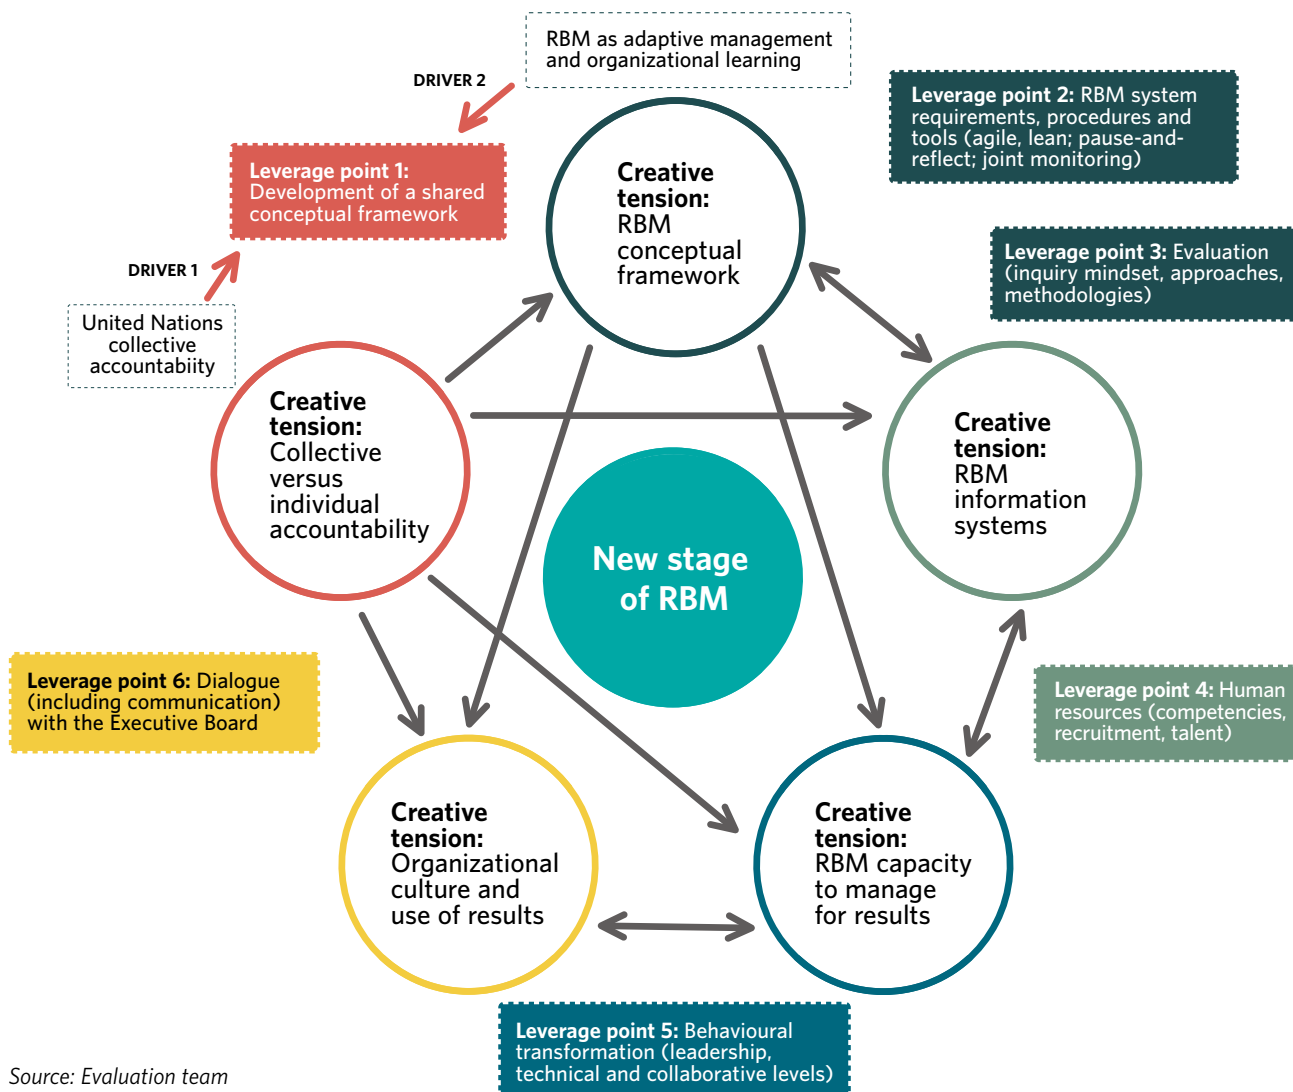 RBM as adaptive management
and organizational learning
DRIVER 2
Leverage point 2: RBM system
requirements, procedures and
tools (agile, lean; pause-and-
reflect; joint monitoring)
Leverage point 1:
Development of a shared
conceptual framework
Creative
tension:
RBM
conceptual
framework
Leverage point 3: Evaluation
(inquiry mindset, approaches,
methodologies)
DRIVER 1
United Nations
collective
accountabiity
Creative
tension:
Collective
versus
individual
accountability
Creative
tension:
RBM
information
systems
New stage
of RBM
Leverage point 6: Dialogue
(including communication)
with the Executive Board
Leverage point 4: Human
resources (competencies,
recruitment, talent)
Creative
tension:
Organizational
culture and
use of results
Creative
tension:
RBM capacity
to manage
for results
Leverage point 5: Behavioural
transformation (leadership,
technical and collaborative levels)
Source: Evaluation team